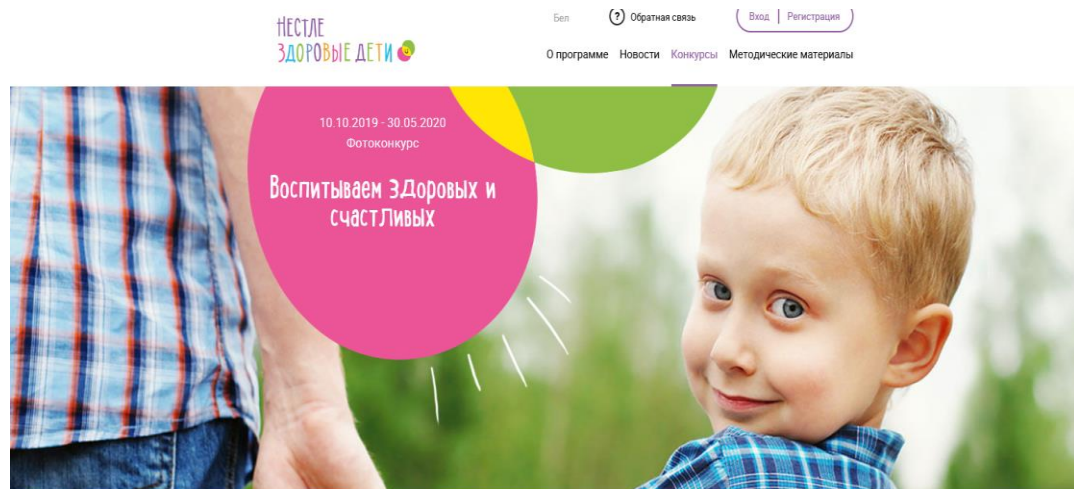 НЕСТЛЕ
ЗДОРОВЫЕ ДЕТИ
Бел
? Обратная связь
Вход | Регистрация
О программе Новости Конкурсы Методические материалы
10.10.2019 - 30.05.2020
Фотоконкурс
Воспитываем здоровых и
счастливых